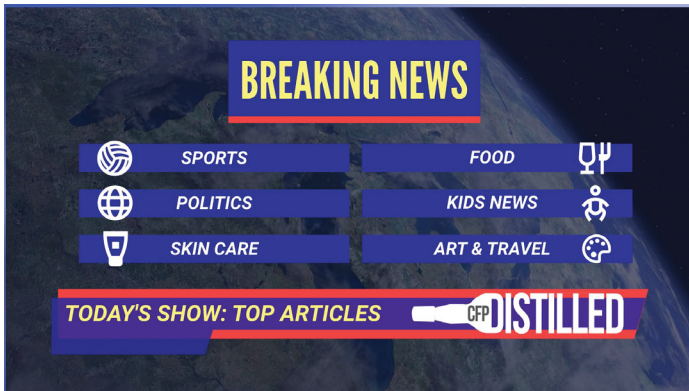 BREAKING NEWS
SPORTS
FOOD
POLITICS
KIDS NEWS
SKIN CARE
ART & TRAVEL
TODAY'S SHOW: TOP ARTICLES
CFP DISTILLED